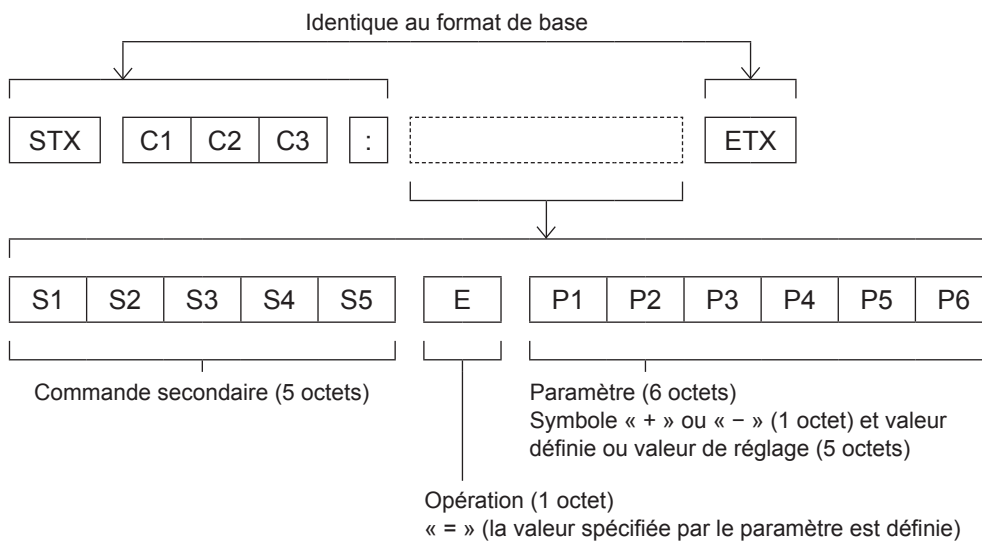 Identique au format de base
STX C1 C2 C3 : ETX
S1 S2 S3 S4 S5 E P1 P2 P3 P4 P5 P6
Commande secondaire (5 octets)
Paramètre (6 octets)
Symbole « + » ou « − » (1 octet) et valeur
définie ou valeur de réglage (5 octets)
Opération (1 octet)
« = » (la valeur spécifiée par le paramètre est définie)